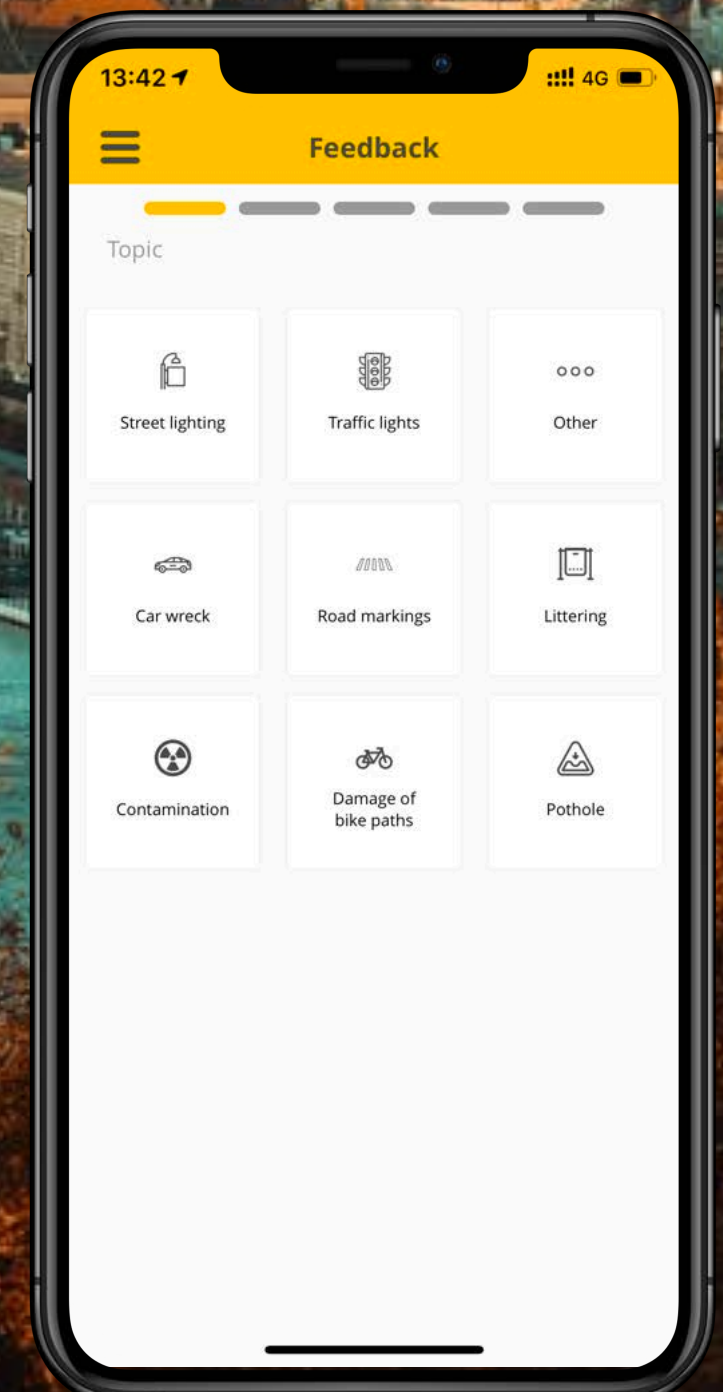 13:42
4G
Feedback
Topic
Street lighting
Traffic lights
Other
Car wreck
Road markings
Littering
Contamination
Damage of
bike paths
Pothole